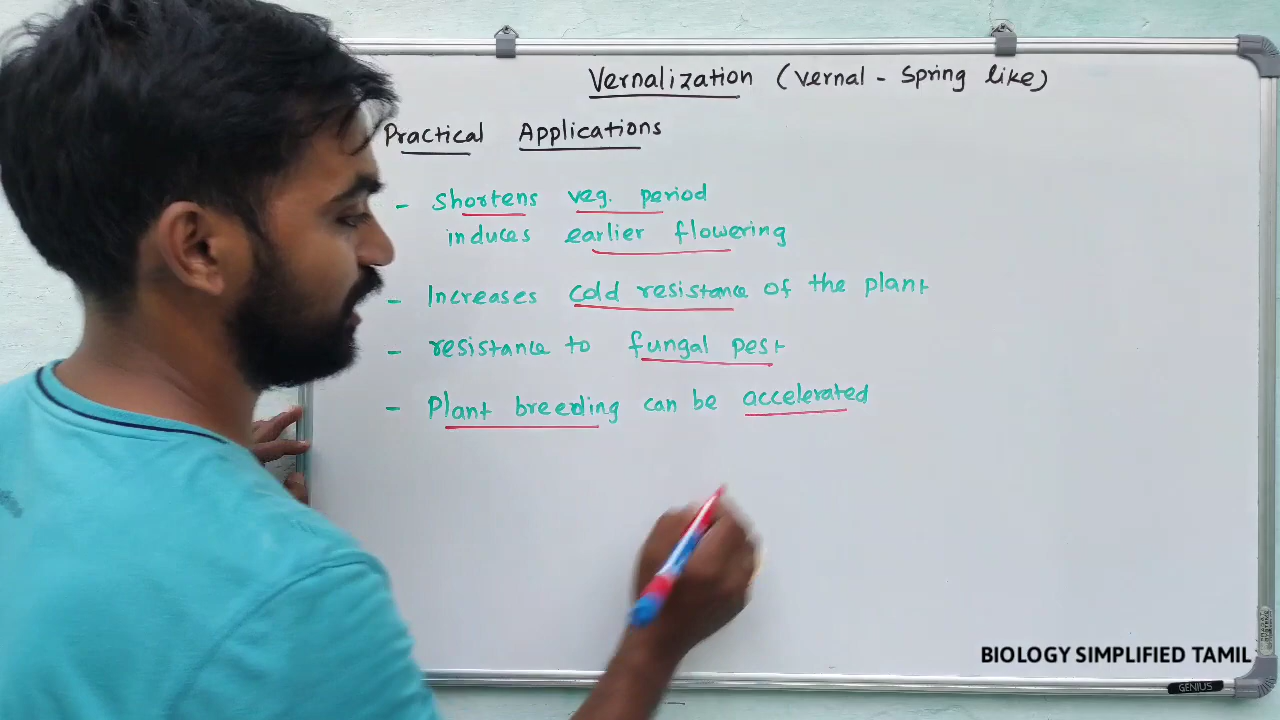 Vernalization (Vernal - Spring like)
Practical Applications
- Shortens veg. period
induces earlier flowering
- Increases cold resistance of the plant
- resistance to fungal pest
- Plant breeding can be accelerated
BIOLOGY SIMPLIFIED TAMIL
GENIUS